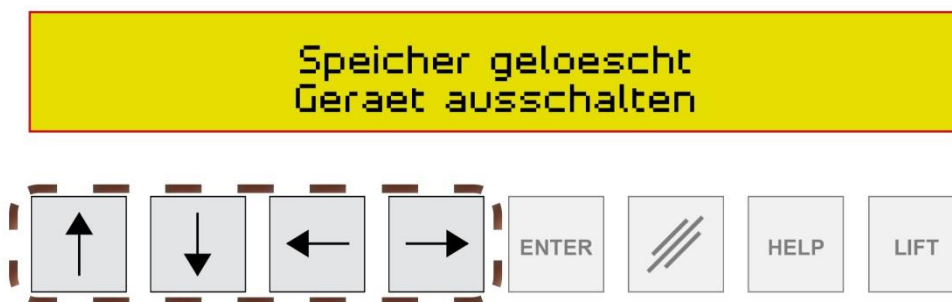 Speicher geloescht
Geraet ausschalten
ENTER
HELP
LIFT